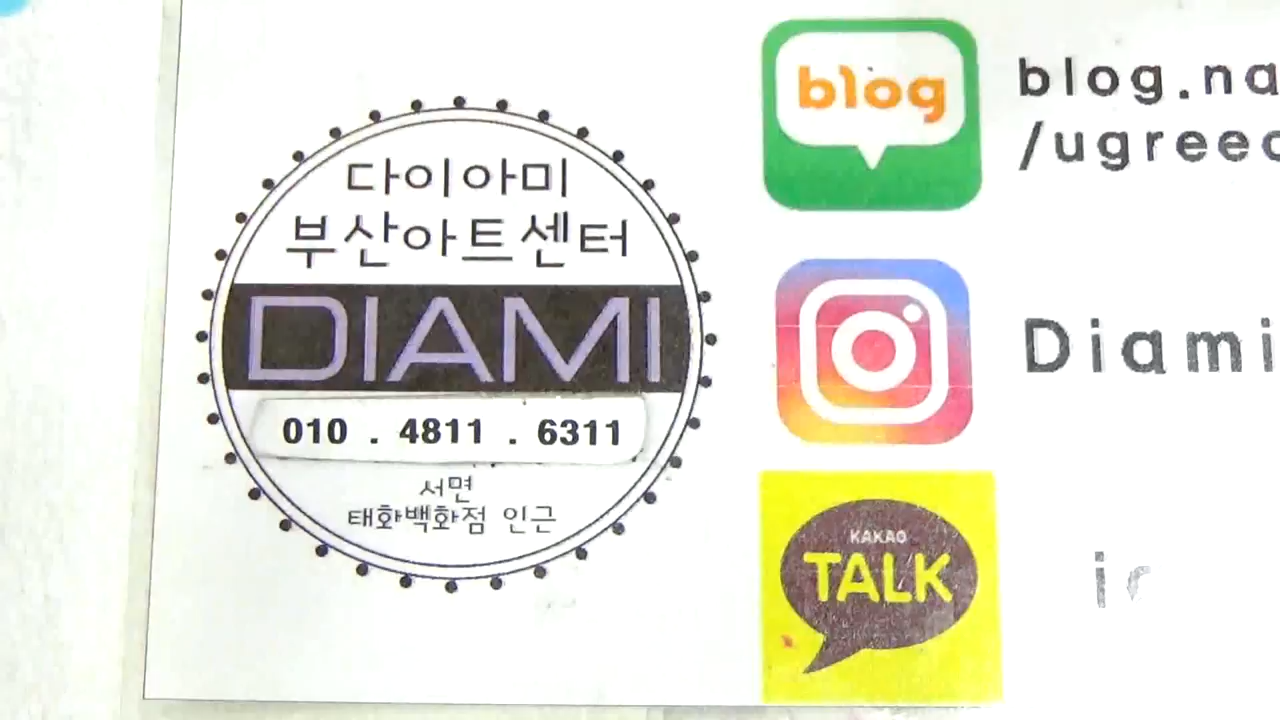 다이아미
부산아트센터
DIAMI
010 . 4811 . 6311
서면
태화백화점 인근
blog
blog.na
/ugreed
Diami
KAKAO
TALK